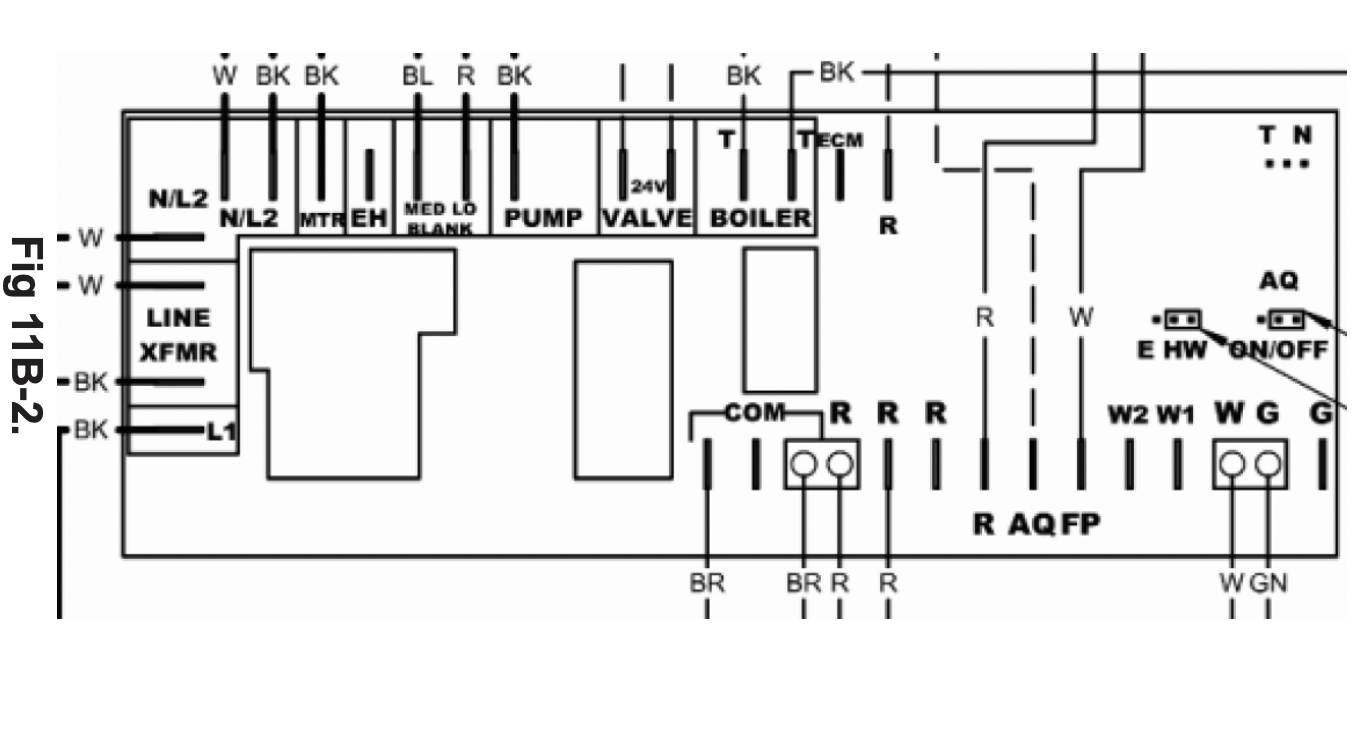 W BK BK BL R BK BK BK
T T ECM T N
N/L2 24V
N/L2 MTR EH MED LO BLANK PUMP VALVE BOILER R
W
W
AQ
LINE
XFMR
R W
E HW ON/OFF
BK
COM R R R W2 W1 W G G
BK L1
R AQ FP
BR BR R R W GN
Fig 11B-2.